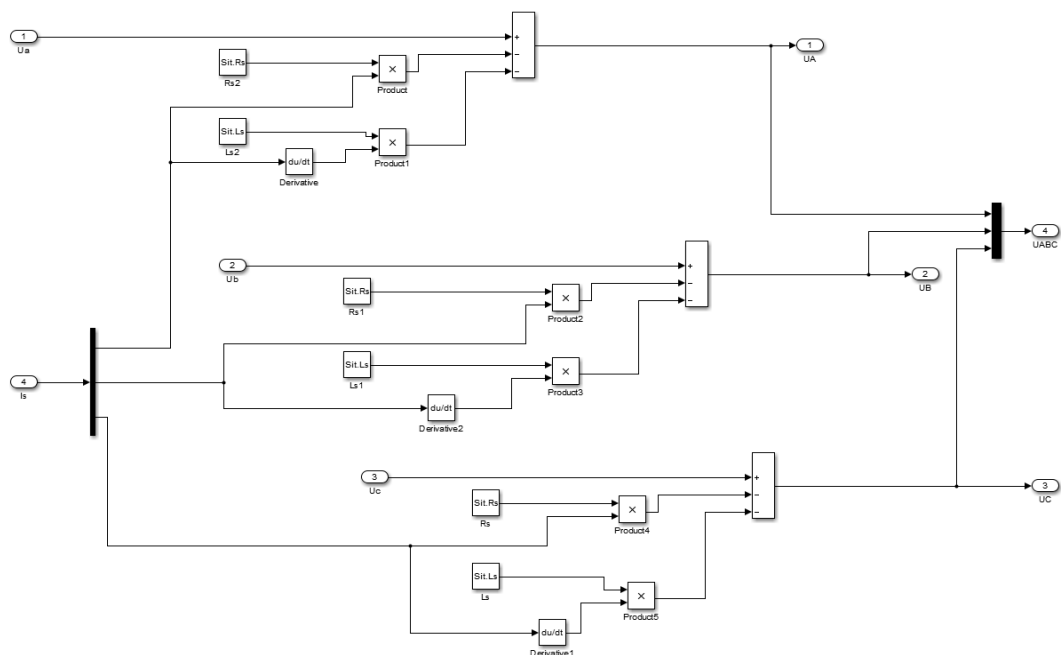 1
Ua
Sit.Rs
Rs2
×
Product
+
−
−
1
UA
Sit.Ls
Ls2
×
Product1
du/dt
Derivative
2
Ub
Sit.Rs
Rs1
×
Product2
+
−
−
4
UABC
2
UB
4
Is
Sit.Ls
Ls1
×
Product3
du/dt
Derivative2
3
Uc
Sit.Rs
Rs
×
Product4
+
−
−
3
UC
Sit.Ls
Ls
×
Product5
du/dt
Derivative1